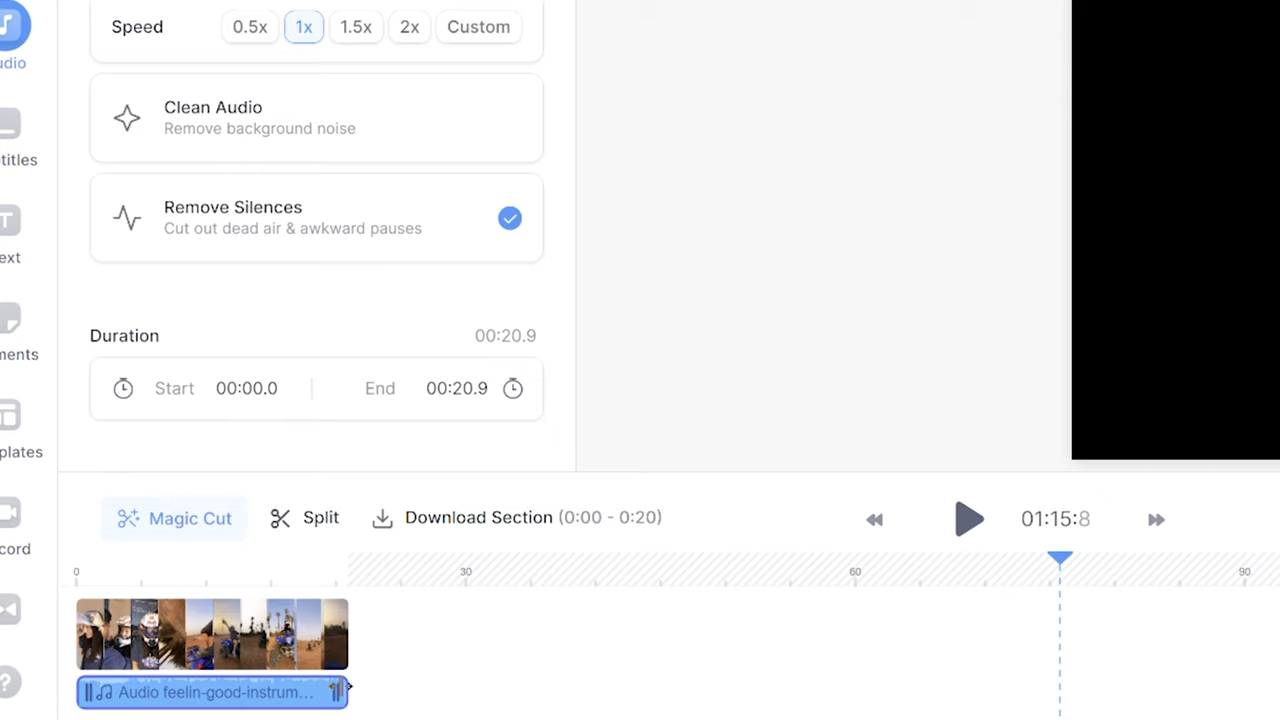 Speed 0.5x 1x 1.5x 2x Custom
udio
Clean Audio
Remove background noise
titles
Remove Silences
Cut out dead air & awkward pauses
ext
Duration 00:20.9
ments
Start 00:00.0 End 00:20.9
plates
Magic Cut Split Download Section (0:00 - 0:20) 01:15:8
cord
0 30 60 90
Audio feelin-good-instrum...